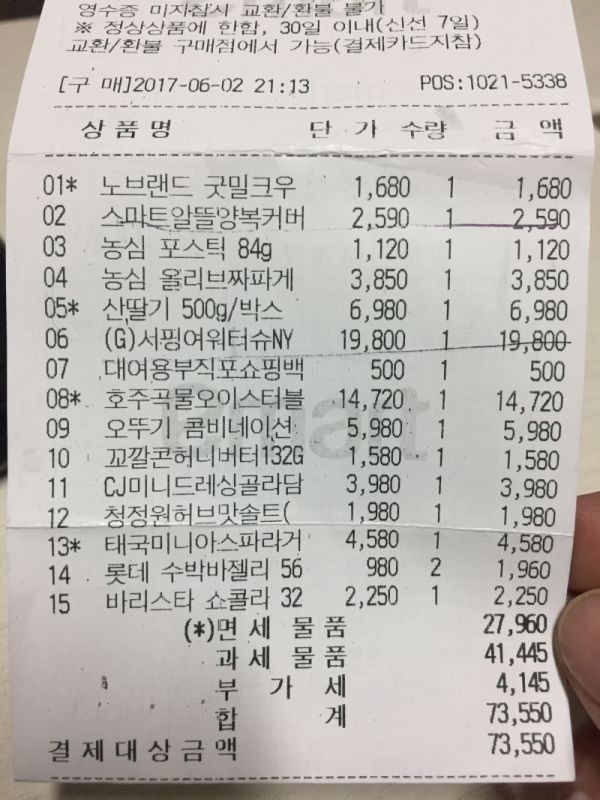 영수증 미지참시 교환/환불 불가
※ 정상상품에 한함, 30일 이내(신선 7일)
교환/환불 구매점에서 가능(결제카드지참)
[구 매]2017-06-02 21:13 POS:1021-5338
상 품 명 단 가 수량 금 액
01* 노브랜드 굿밀크우 1,680 1 1,680
02 스마트알뜰양복커버 2,590 1 2,590
03 농심 포스틱 84g 1,120 1 1,120
04 농심 올리브짜파게 3,850 1 3,850
05* 산딸기 500g/박스 6,980 1 6,980
06 (G)서핑여워터슈NY 19,800 1 19,800
07 대여용부직포쇼핑백 500 1 500
08* 호주곡물오이스터블 14,720 1 14,720
09 오뚜기 콤비네이션 5,980 1 5,980
10 꼬깔콘허니버터132G 1,580 1 1,580
11 CJ미니드레싱골라담 3,980 1 3,980
12 청정원허브맛솔트( 1,980 1 1,980
13* 태국미니아스파라거 4,580 1 4,580
14 롯데 수박바젤리 56 980 2 1,960
15 바리스타 쇼콜라 32 2,250 1 2,250
(*)면 세 물 품 27,960
과 세 물 품 41,445
부 가 세 4,145
합 계 73,550
결 제 대 상 금 액 73,550